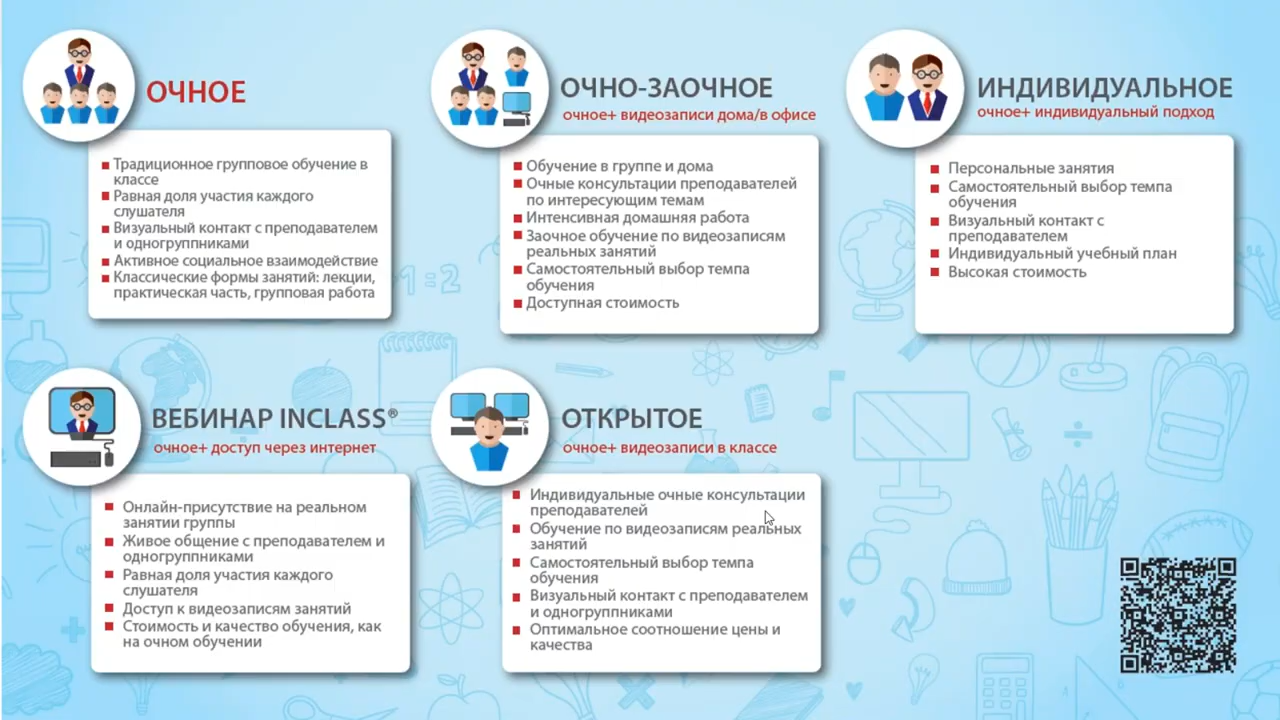 ОЧНОЕ
Традиционное групповое обучение в
классе
Равная доля участия каждого
слушателя
Визуальный контакт с преподавателем
и одногруппниками
Активное социальное взаимодействие
Классические формы занятий: лекции,
практическая часть, групповая работа
ОЧНО-ЗАОЧНОЕ
очное+ видеозаписи дома/в офисе
Обучение в группе и дома
Очные консультации преподавателей
по интересующим темам
Интенсивная домашняя работа
Заочное обучение по видеозаписям
реальных занятий
Самостоятельный выбор темпа
обучения
Доступная стоимость
ИНДИВИДУАЛЬНОЕ
очное+ индивидуальный подход
Персональные занятия
Самостоятельный выбор темпа
обучения
Визуальный контакт с
преподавателем
Индивидуальный учебный план
Высокая стоимость
1=2
ВЕБИНАР INCLASS®
очное+ доступ через интернет
Онлайн-присутствие на реальном
занятии группы
Живое общение с преподавателем и
одногруппниками
Равная доля участия каждого
слушателя
Доступ к видеозаписям занятий
Стоимость и качество обучения, как
на очном обучении
ОТКРЫТОЕ
очное+ видеозаписи в классе
Индивидуальные очные консультации
преподавателей
Обучение по видеозаписям реальных
занятий
Самостоятельный выбор темпа
обучения
Визуальный контакт с преподавателем
и одногруппниками
Оптимальное соотношение цены и
качества